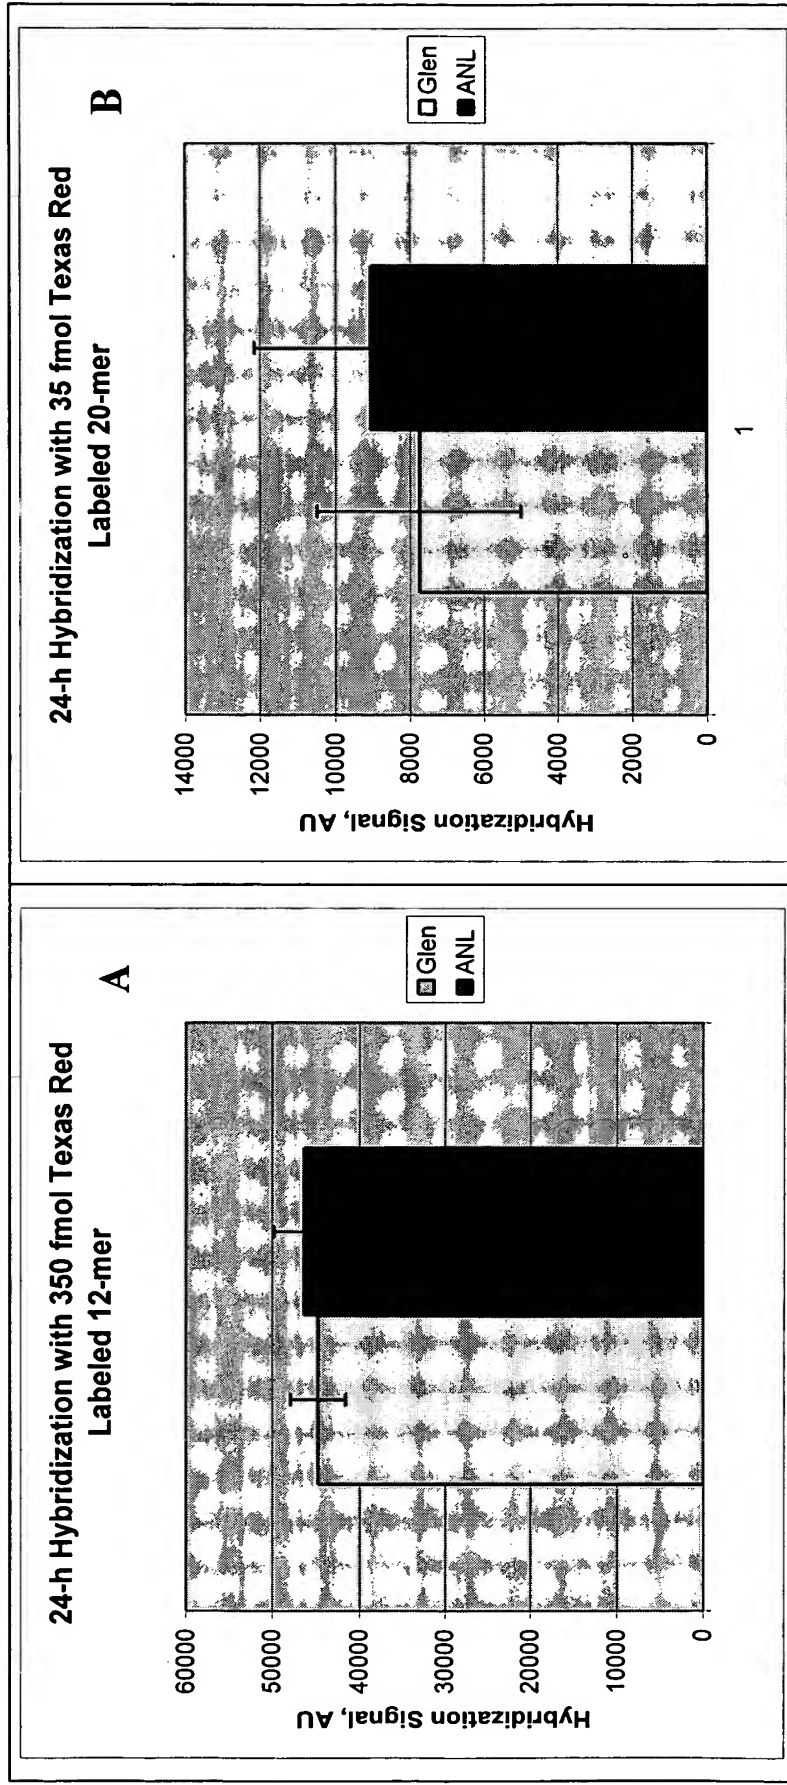 24-h Hybridization with 350 fmol Texas Red
Labeled 12-mer
A
Hybridization Signal, AU
60000
50000
40000
30000
20000
10000
0
Glen
ANL
24-h Hybridization with 35 fmol Texas Red
Labeled 20-mer
B
Hybridization Signal, AU
14000
12000
10000
8000
6000
4000
2000
0
1
Glen
ANL